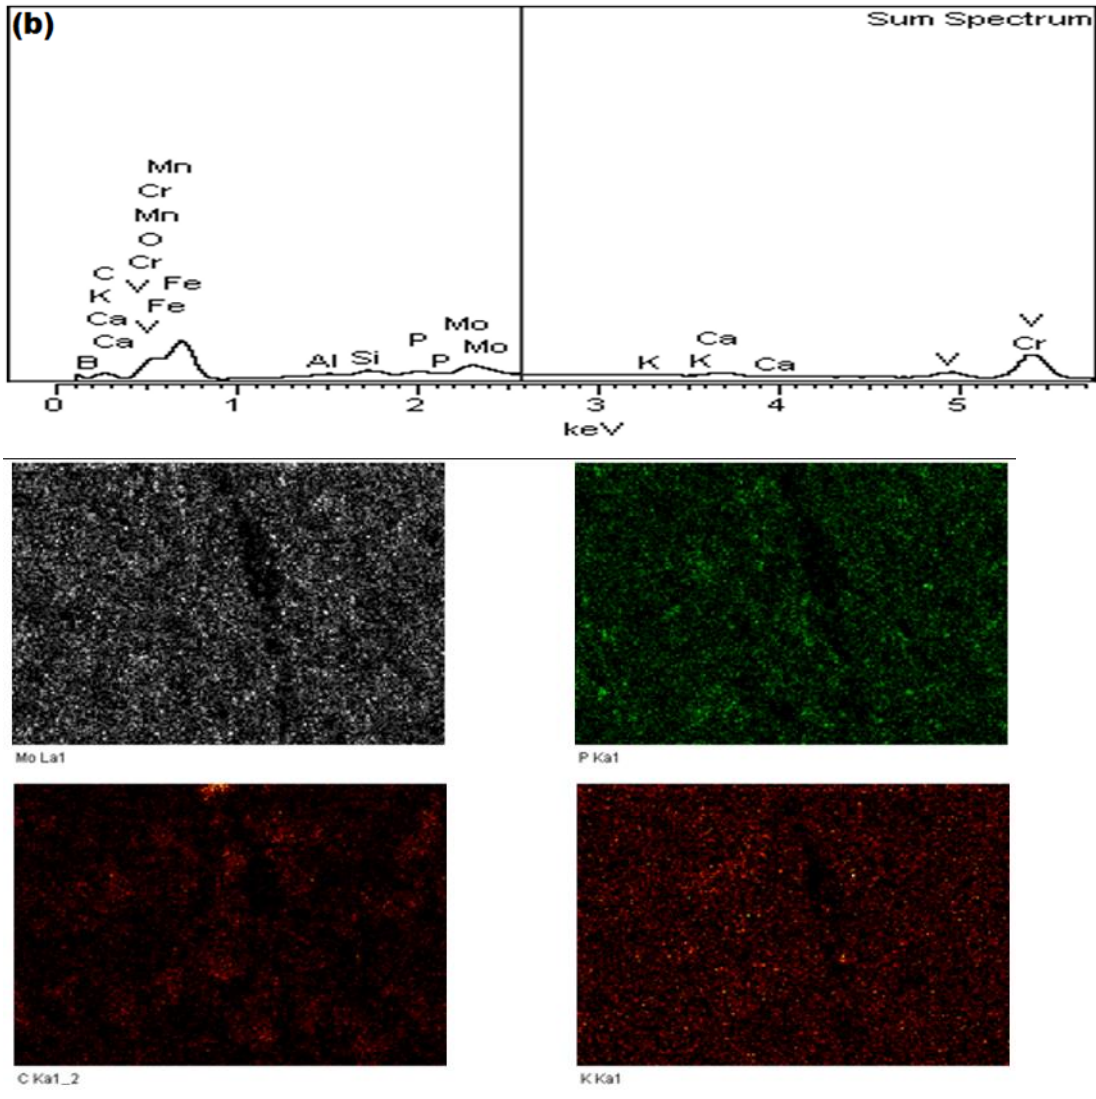 (b)
Sum Spectrum
Mn
Cr
Mn
O
Cr
C
V Fe
K
Fe
Ca
V
Ca
B
Al Si
P
P
Mo
Mo
K K
Ca
Ca
V
V
Cr
0 1 2 3 4 5
keV
Mo La1
P Ka1
C Ka1_2
K Ka1